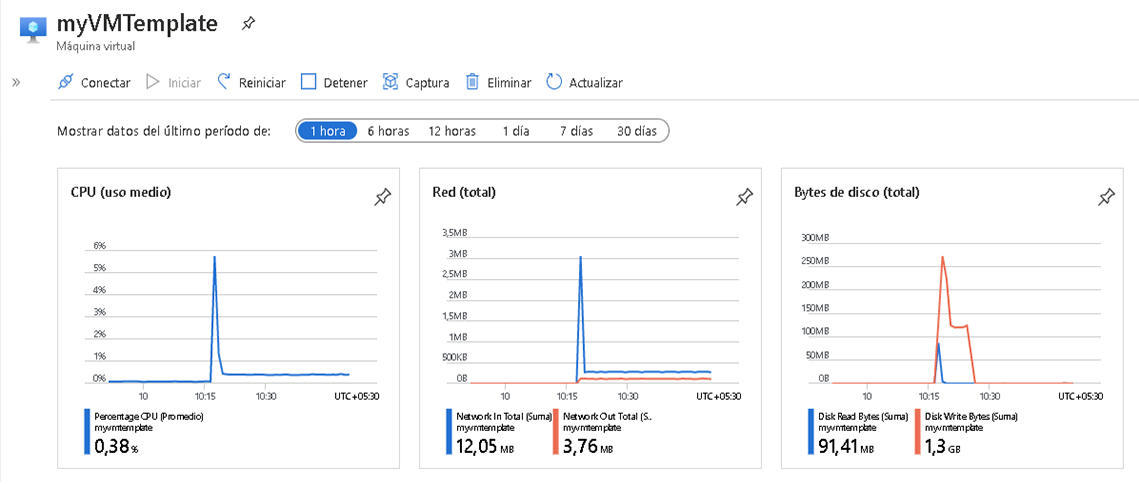 myVMTemplate
Máquina virtual
Conectar Iniciar Reiniciar Detener Captura Eliminar Actualizar
Mostrar datos del último período de: 1 hora 6 horas 12 horas 1 día 7 días 30 días
CPU (uso medio)
6%
5%
4%
3%
2%
1%
0%
10 10:15 10:30 UTC+05:30
Percentage CPU (Promedio)
myvmtemplate
0,38 %
Red (total)
3,5MB
3MB
2,5MB
2MB
1,5MB
1MB
500KB
0B
10 10:15 10:30 UTC+05:30
Network In Total (Suma)
myvmtemplate
12,05 MB
Network Out Total (S..
myvmtemplate
3,76 MB
Bytes de disco (total)
300MB
250MB
200MB
150MB
100MB
50MB
0B
10 10:15 10:30 UTC+05:30
Disk Read Bytes (Suma)
myvmtemplate
91,41 MB
Disk Write Bytes (Suma)
myvmtemplate
1,3 GB